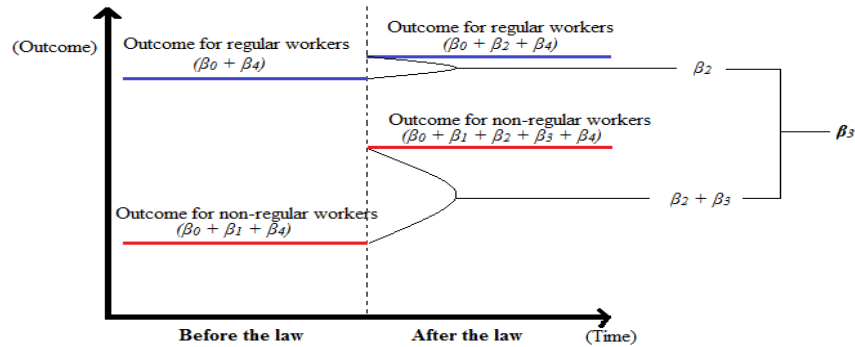 (Outcome)
Outcome for regular workers
(β0 + β4)
Outcome for regular workers
(β0 + β2 + β4)
β2
Outcome for non-regular workers
(β0 + β1 + β2 + β3 + β4)
β3
Outcome for non-regular workers
(β0 + β1 + β4)
β2 + β3
Before the law
After the law
(Time)